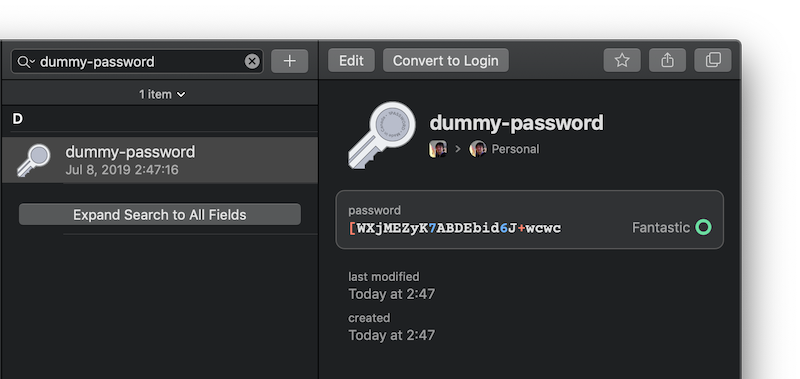 dummy-password
1 item
D
dummy-password
Jul 8, 2019 2:47:16
Expand Search to All Fields
Edit
Convert to Login
dummy-password
Personal
password
[WXjMEZyK7ABDEbid6J+wcwc
Fantastic
last modified
Today at 2:47
created
Today at 2:47